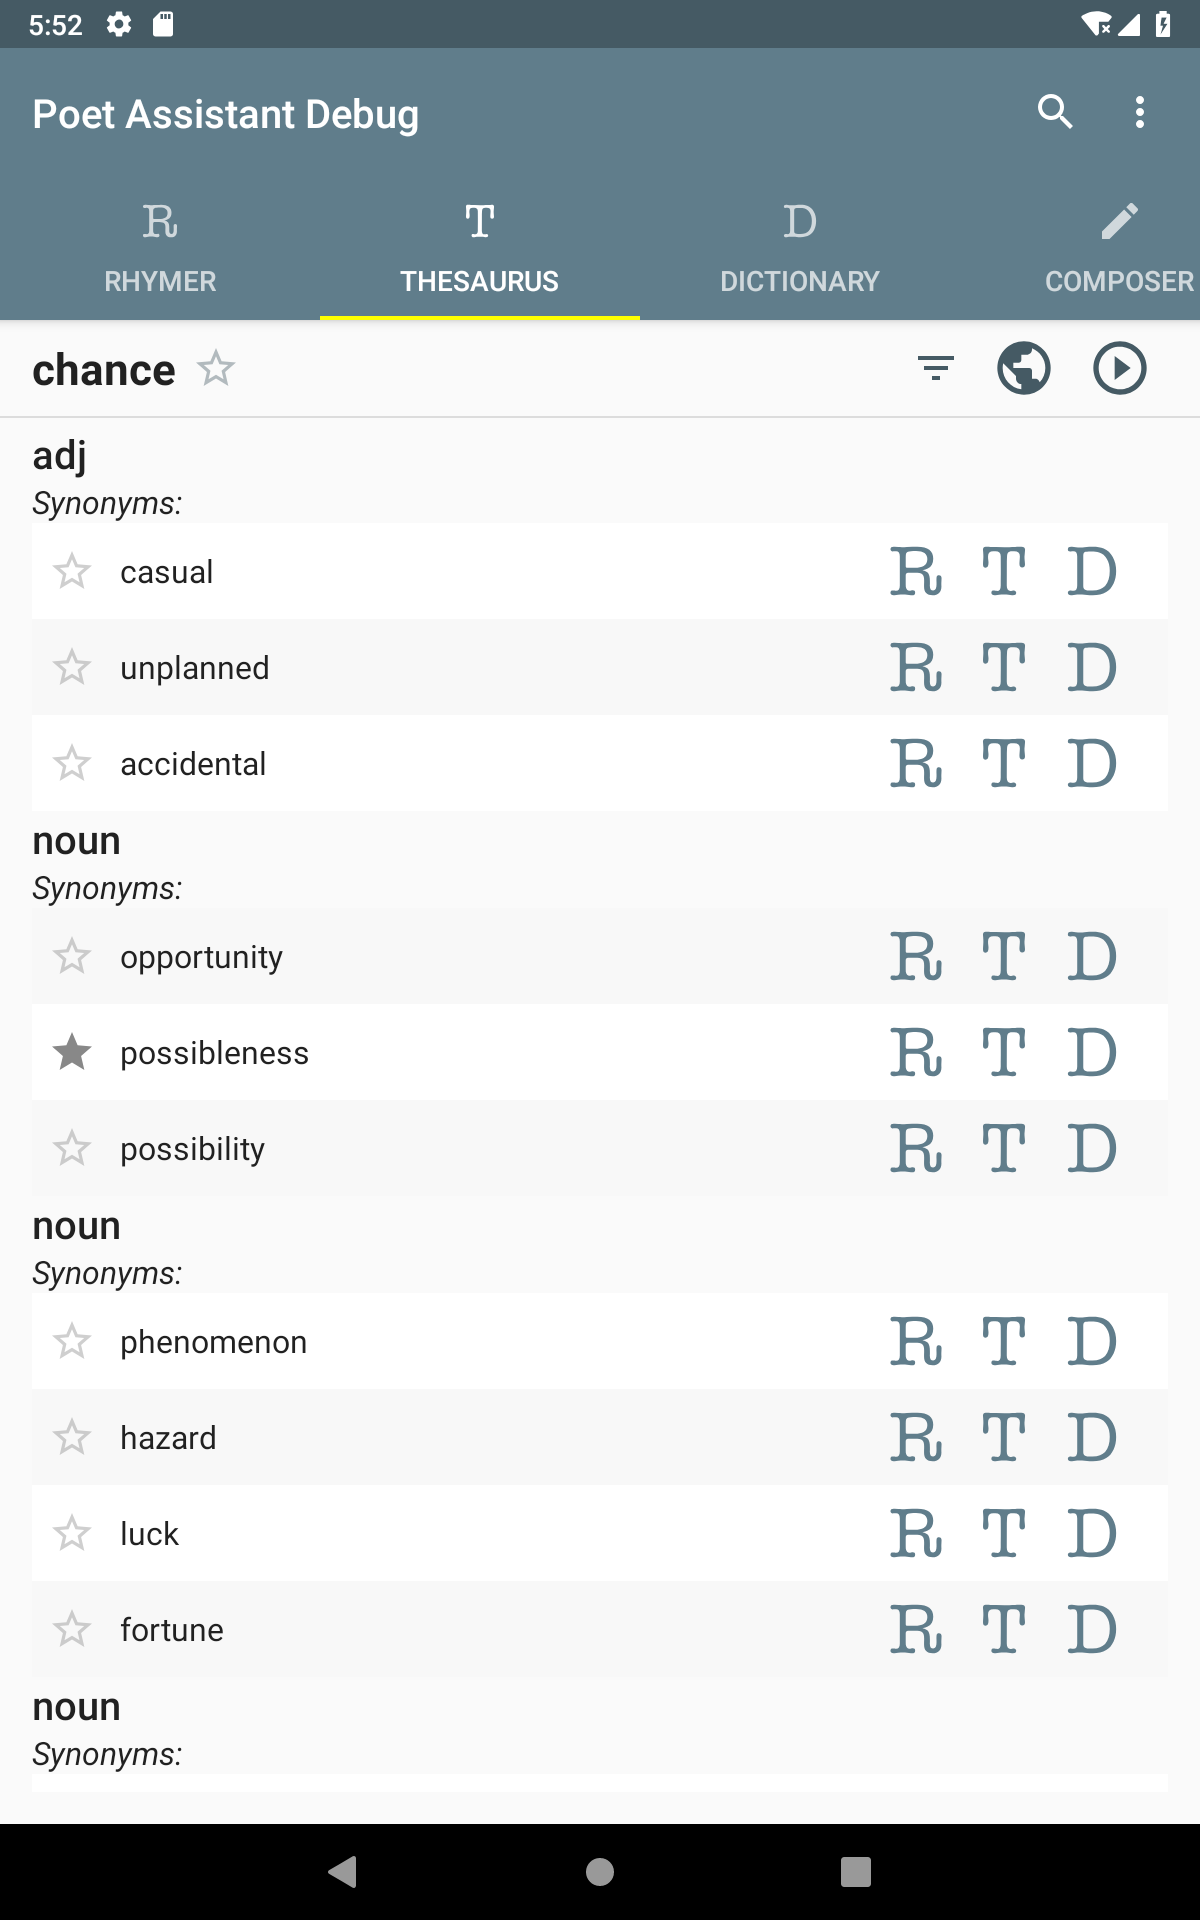 5:52
Poet Assistant Debug
R T D
RHYMER THESAURUS DICTIONARY COMPOSER
chance
adj
Synonyms:
casual R T D
unplanned R T D
accidental R T D
noun
Synonyms:
opportunity R T D
possibleness R T D
possibility R T D
noun
Synonyms:
phenomenon R T D
hazard R T D
luck R T D
fortune R T D
noun
Synonyms: